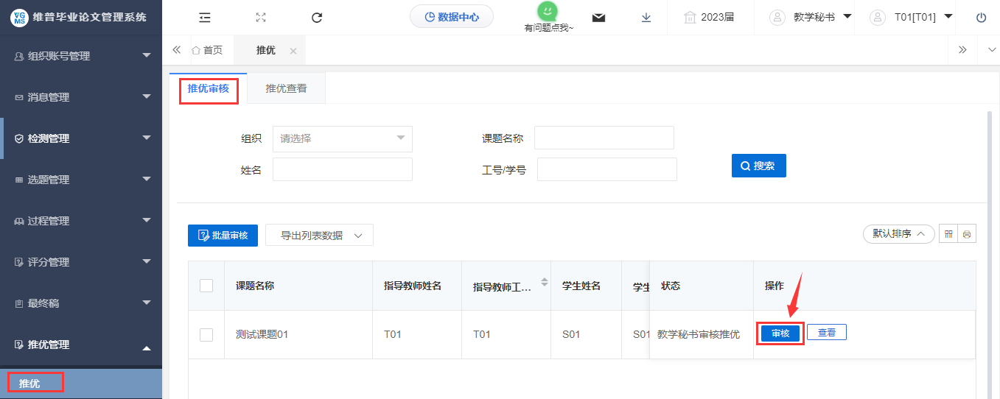 VG
MS
维普毕业论文管理系统
数据中心
有问题点我~
2023届
教学秘书
T01[T01]
首页
推优
组织账号管理
消息管理
检测管理
选题管理
过程管理
评分管理
最终稿
推优管理
推优
推优审核
推优查看
组织
请选择
课题名称
姓名
工号/学号
搜索
批量审核
导出列表数据
默认排序
课题名称 指导教师姓名 指导教师工... 学生姓名 学生 状态 操作
测试课题01 T01 T01 S01 S01 教学秘书审核推优 审核 查看